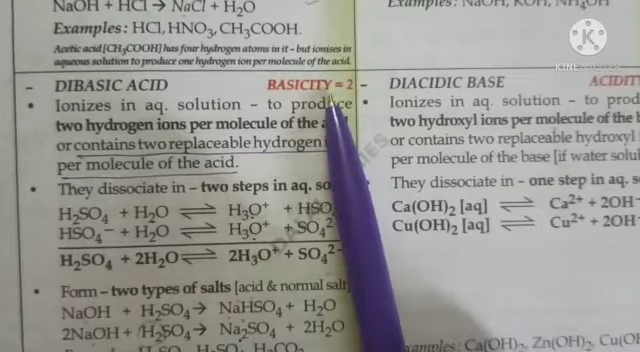 NaOH + HCl → NaCl + H₂O
Examples: HCl, HNO₃, CH₃COOH.
Acetic acid [CH₃COOH] has four hydrogen atoms in it - but ionises in
aqueous solution to produce one hydrogen ion per molecule of the acid.
Examples: NaOH, KOH, NH₄OH
KINEMASTER
- DIBASIC ACID BASICITY = 2
• Ionizes in aq. solution - to produce
two hydrogen ions per molecule of the
or contains two replaceable hydrogen
per molecule of the acid.
• They dissociate in - two steps in aq.
H₂SO₄ + H₂O ⇌ H₃O⁺ + HSO
HSO₄⁻ + H₂O ⇌ H₃O⁺ + SO₄²
H₂SO₄ + 2H₂O ⇌ 2H₃O⁺ + SO₄²⁻
• Form - two types of salts [acid & normal salt]
NaOH + H₂SO₄ → NaHSO₄ + H₂O
2NaOH + H₂SO₄ → Na₂SO₄ + 2H₂O
- DIACIDIC BASE ACIDIT
• Ionizes in aq. solution - to prod
two hydroxyl ions per molecule of the b
or contains two replaceable hydroxyl
per molecule of the base [if water solu
• They dissociate in - one step in aq. s
Ca(OH)₂ [aq] ⇌ Ca²⁺ + 2OH⁻
Cu(OH)₂ [aq] ⇌ Cu²⁺ + 2OH⁻
amples: Ca(OH)₂, Zn(OH)₂, Cu(O